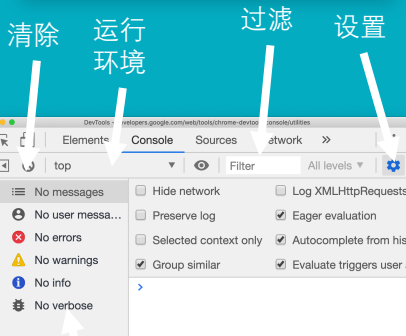 清除
运行
环境
过滤
设置
DevTools - developers.google.com/web/tools/chrome-devtools/console/utilities
Elements Console Sources Network »
top Filter All levels
No messages
No user messa...
No errors
No warnings
No info
No verbose
Hide network
Log XMLHttpRequests
Preserve log
Eager evaluation
Selected context only
Autocomplete from his
Group similar
Evaluate triggers user